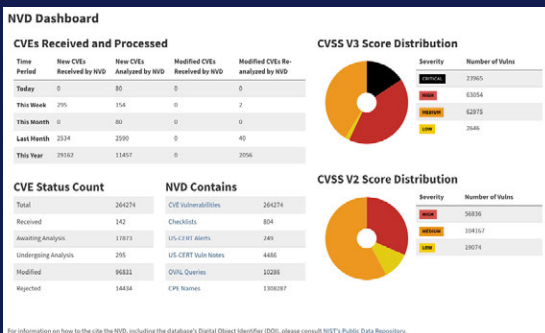 NVD Dashboard
CVEs Received and Processed
Time Period New CVEs Received by NVD New CVEs Analyzed by NVD Modified CVEs Received by NVD Modified CVEs Re-analyzed by NVD
Today 0 80 0 0
This Week 295 154 0 2
This Month 0 80 0 0
Last Month 2534 2590 0 40
This Year 29162 11457 0 2056
CVSS V3 Score Distribution
Severity Number of Vulns
CRITICAL 23965
HIGH 63054
MEDIUM 62975
LOW 2646
CVE Status Count
Total 264274
Received 142
Awaiting Analysis 17873
Undergoing Analysis 295
Modified 96831
Rejected 14434
NVD Contains
CVE Vulnerabilities 264274
Checklists 804
US-CERT Alerts 249
US-CERT Vuln Notes 4486
OVAL Queries 10286
CPE Names 1308287
CVSS V2 Score Distribution
Severity Number of Vulns
HIGH 56836
MEDIUM 104167
LOW 19074
For information on how to the cite the NVD, including the database's Digital Object Identifier (DOI), please consult NIST's Public Data Repository.